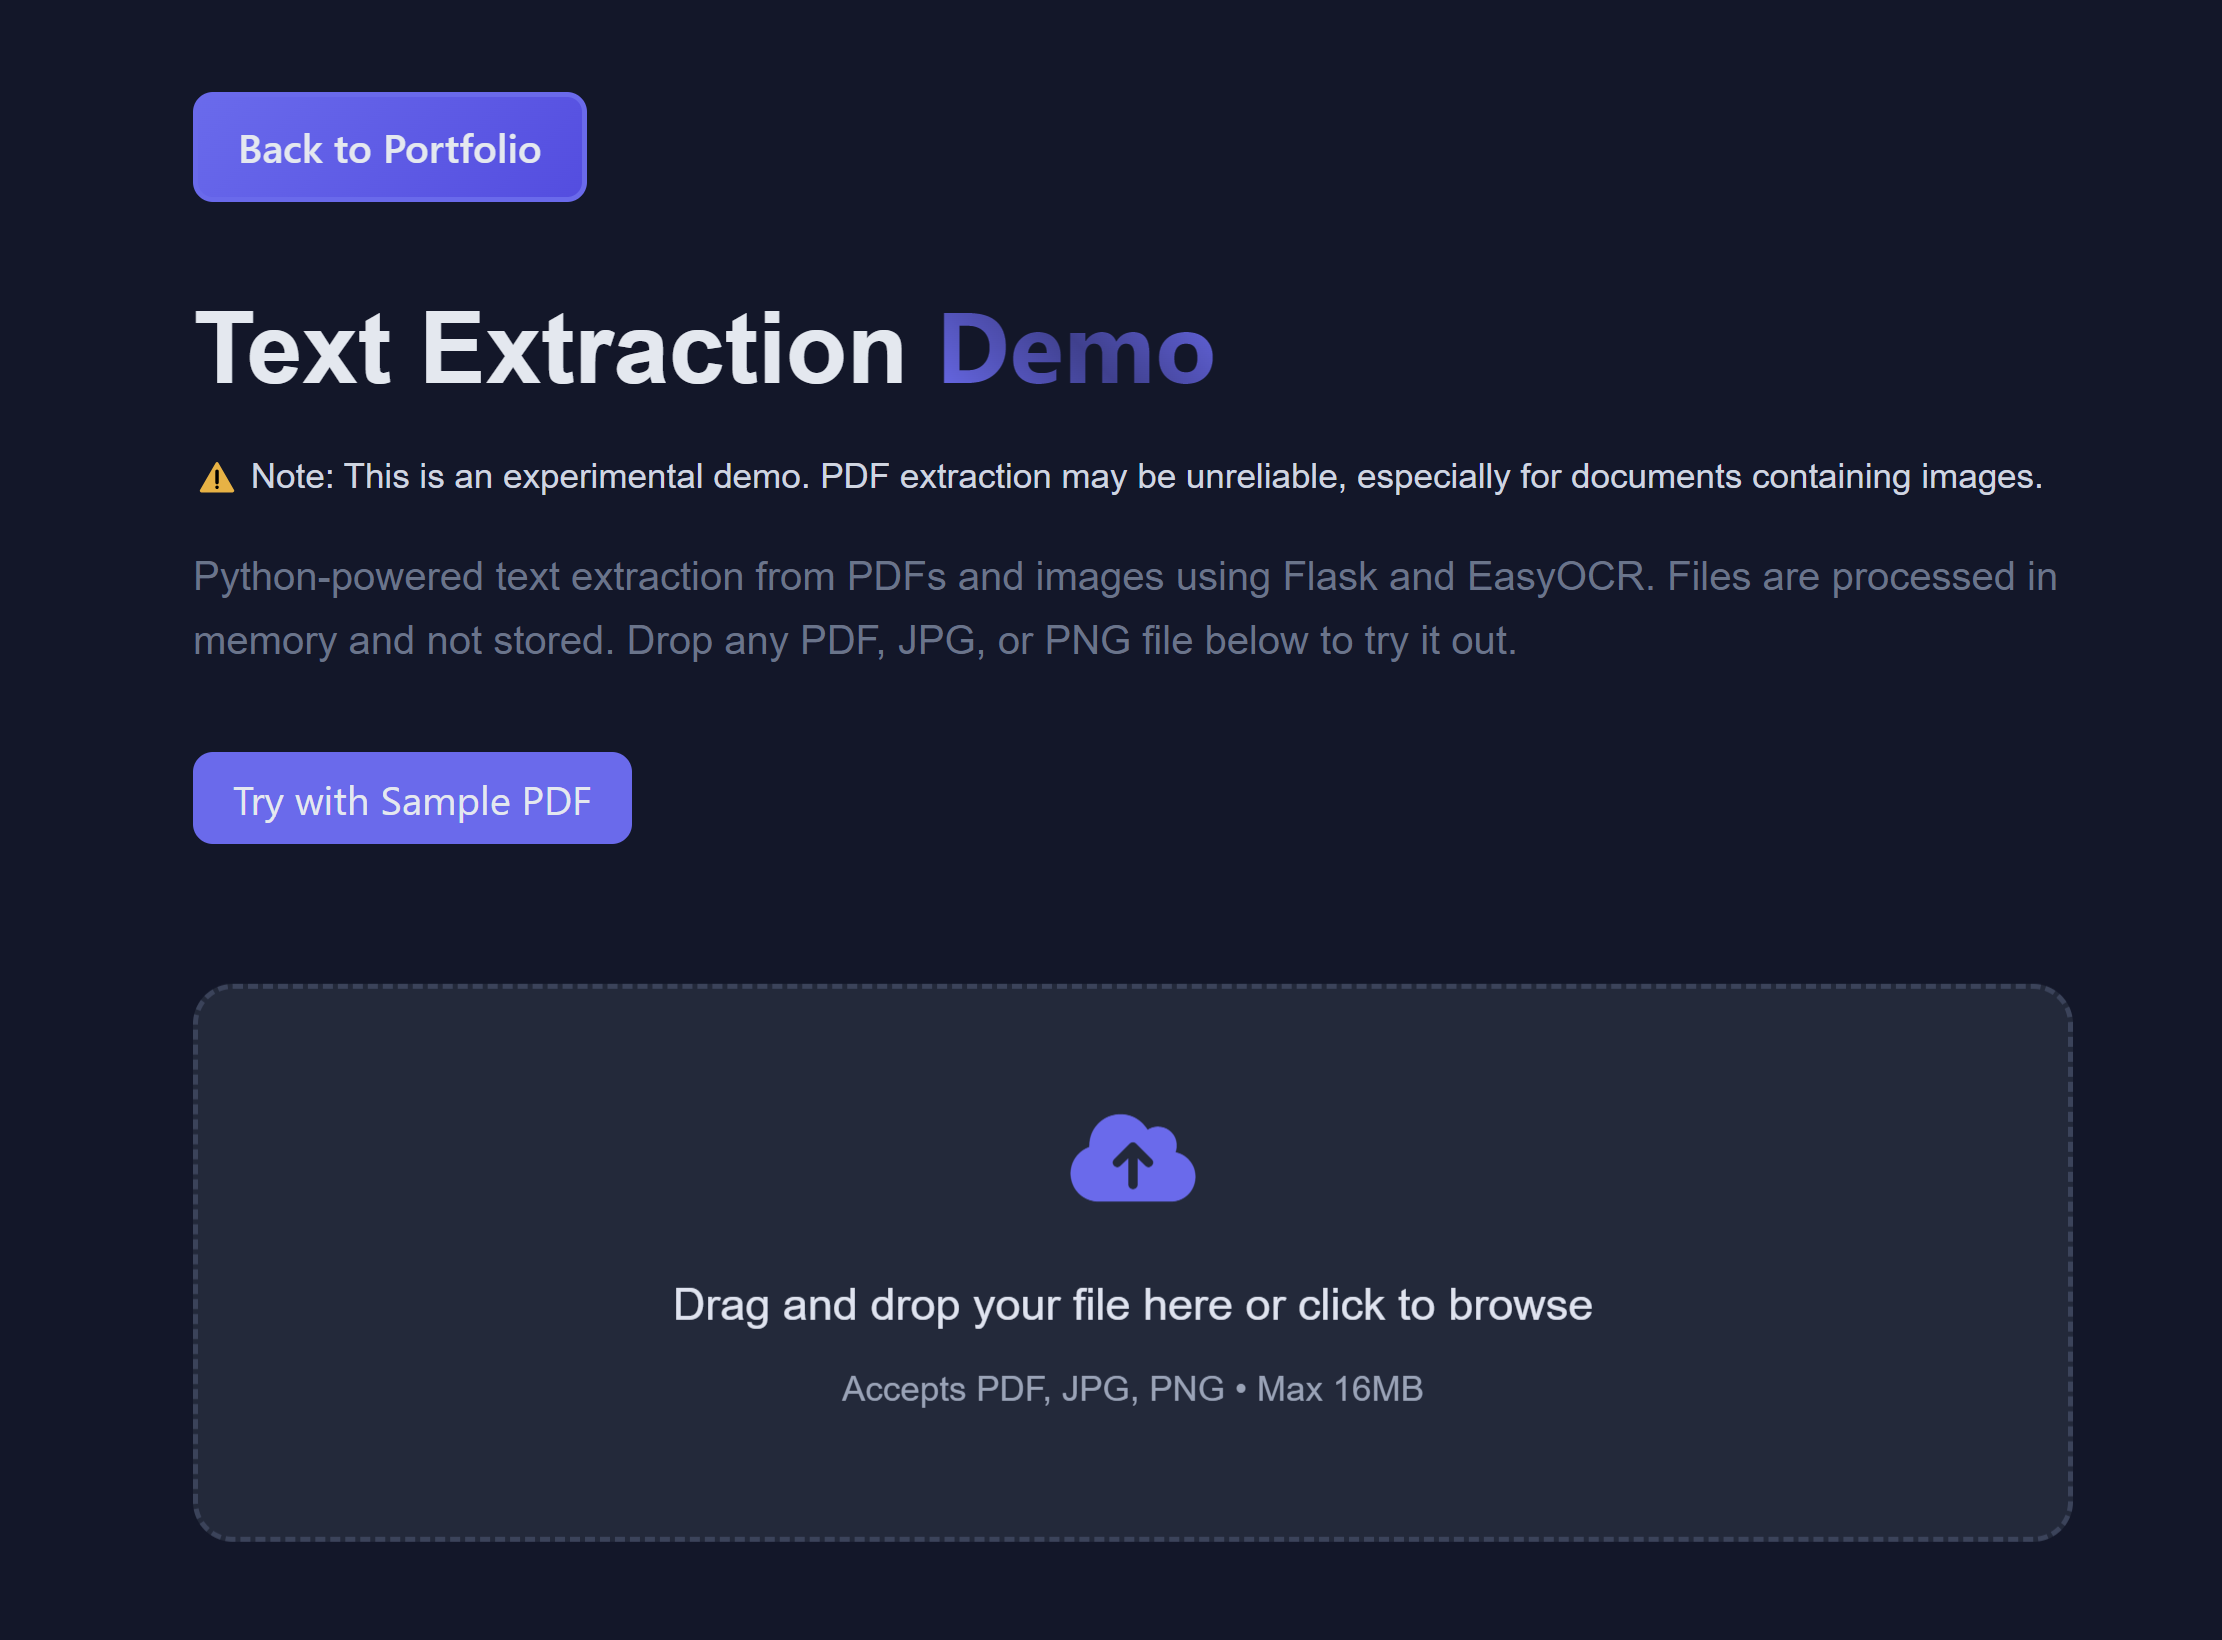 Back to Portfolio
Text Extraction Demo
Note: This is an experimental demo. PDF extraction may be unreliable, especially for documents containing images.
Python-powered text extraction from PDFs and images using Flask and EasyOCR. Files are processed in
memory and not stored. Drop any PDF, JPG, or PNG file below to try it out.
Try with Sample PDF
Drag and drop your file here or click to browse
Accepts PDF, JPG, PNG • Max 16MB